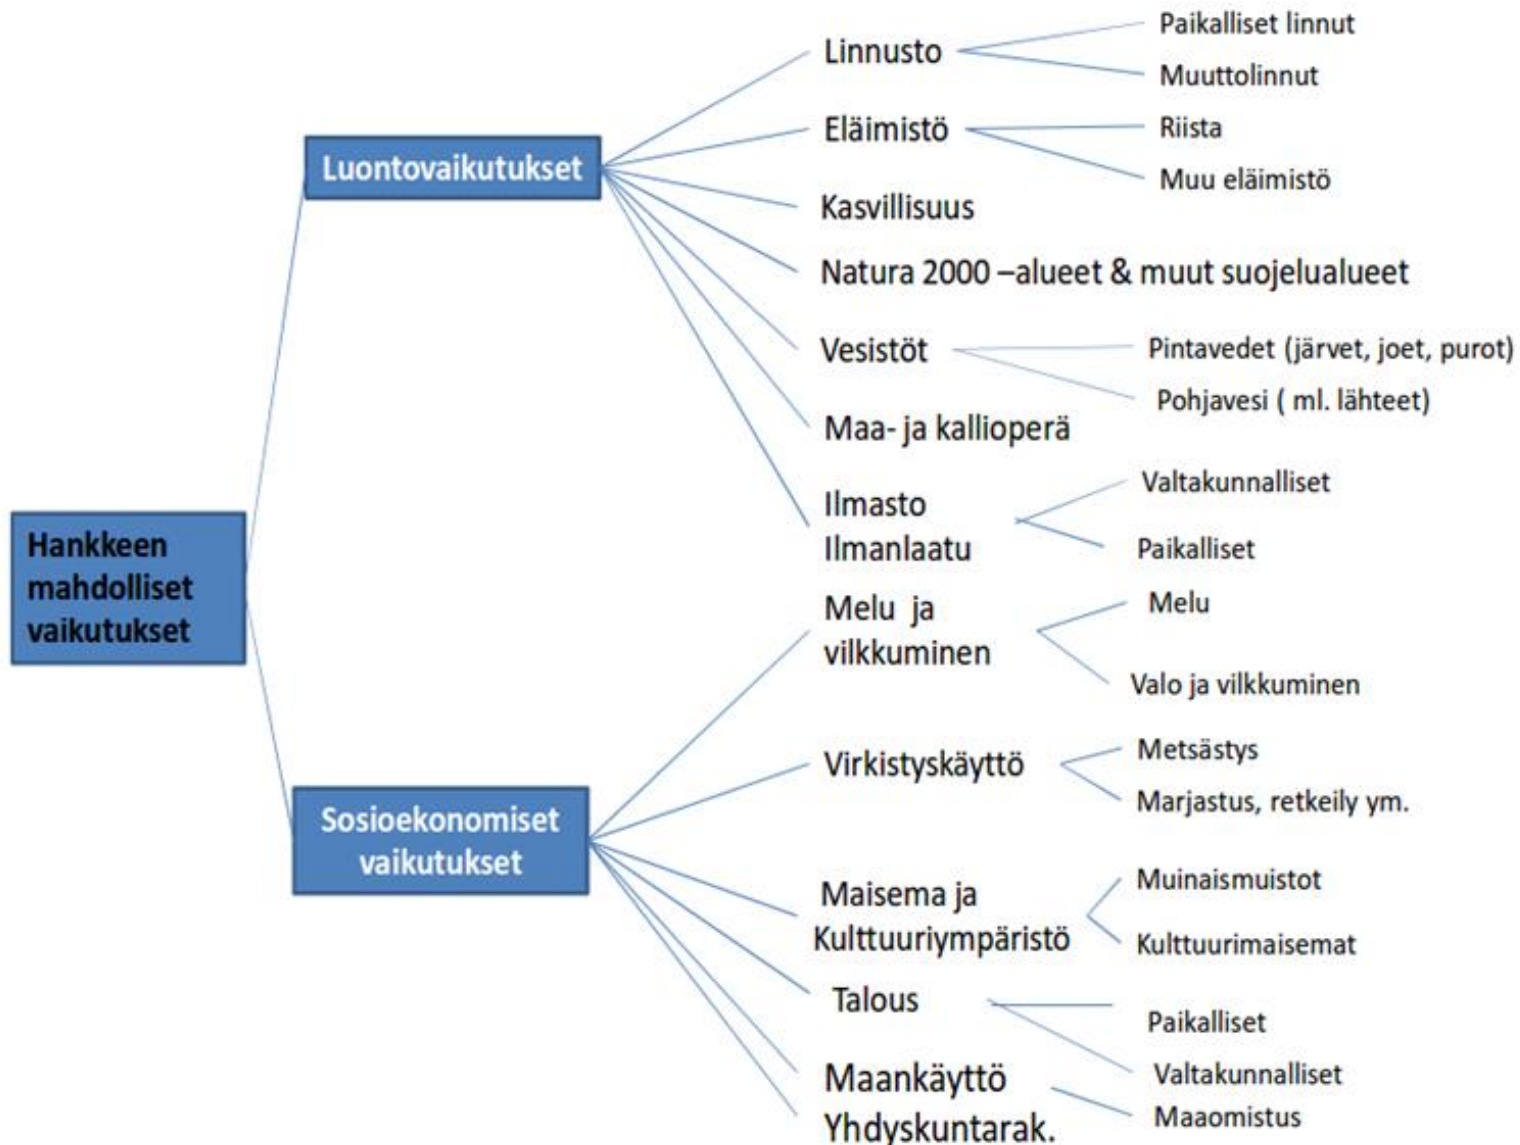 Hankkeen
mahdolliset
vaikutukset
Luontovaikutukset
Linnusto
Paikalliset linnut
Muuttolinnut
Eläimistö
Riista
Muu eläimistö
Kasvillisuus
Natura 2000 –alueet & muut suojelualueet
Vesistöt
Pintavedet (järvet, joet, purot)
Pohjavesi ( ml. lähteet)
Maa- ja kallioperä
Ilmasto
Ilmanlaatu
Valtakunnalliset
Paikalliset
Sosioekonomiset
vaikutukset
Melu ja
vilkkuminen
Melu
Valo ja vilkkuminen
Virkistyskäyttö
Metsästys
Marjastus, retkeily ym.
Maisema ja
Kulttuuriympäristö
Muinaismuistot
Kulttuurimaisemat
Talous
Paikalliset
Valtakunnalliset
Maankäyttö
Yhdyskuntarak.
Maaomistus